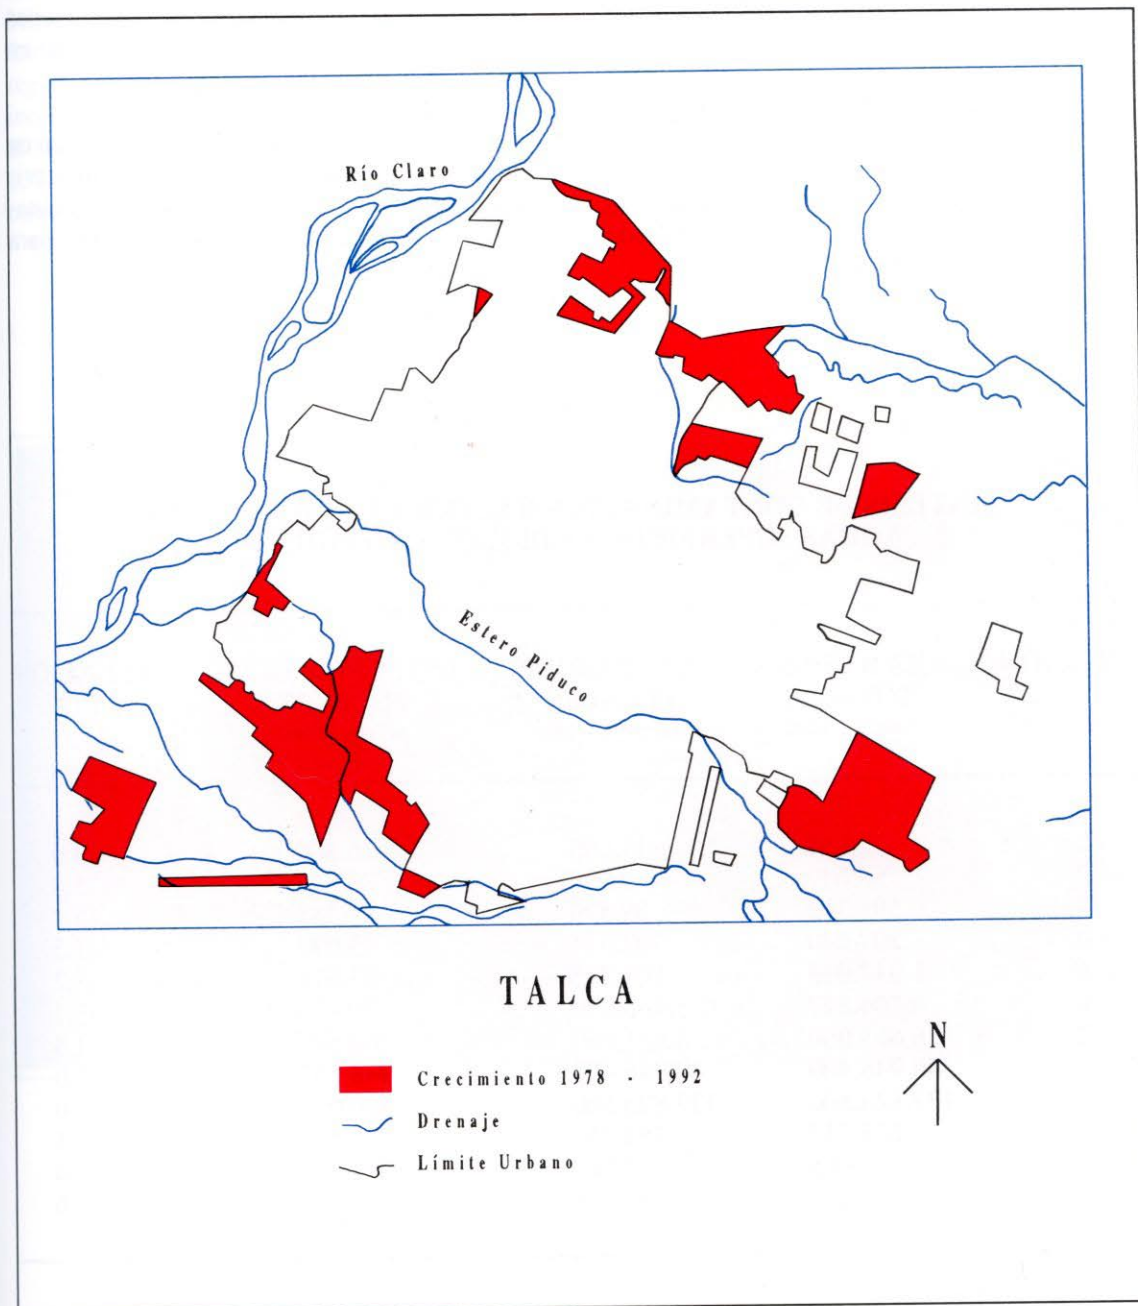 Río Claro
Estero Piduco
TALCA
N
Crecimiento 1978 - 1992
Drenaje
Límite Urbano